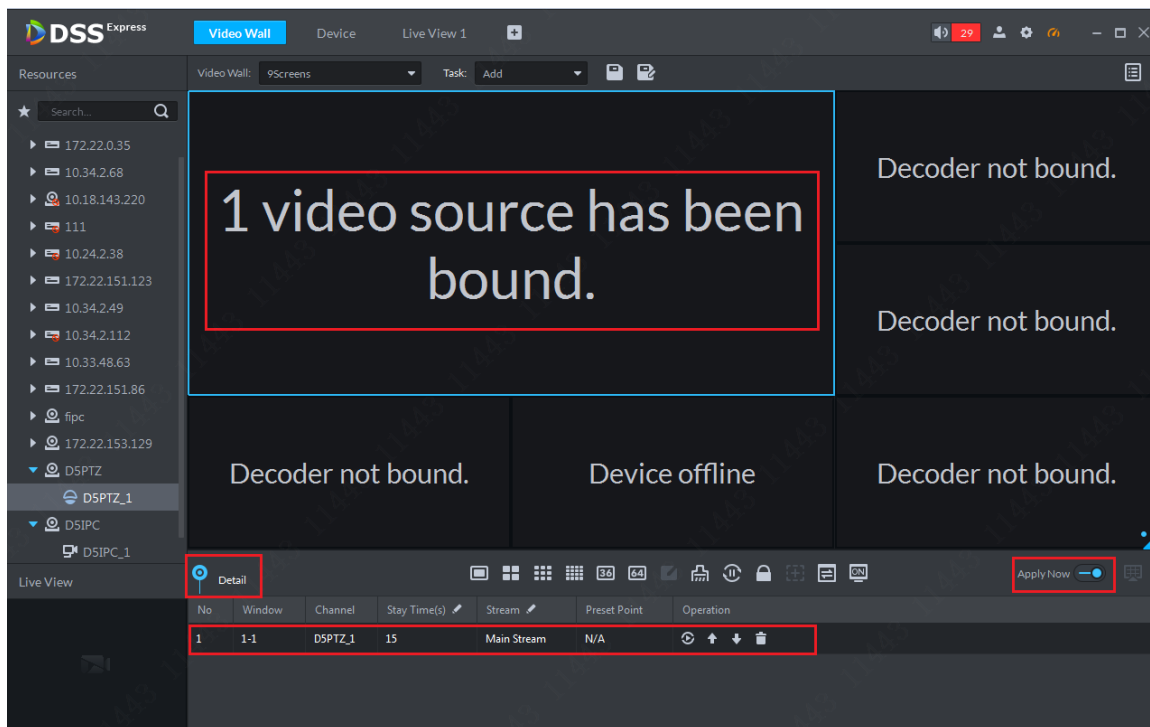 DSS Express
Video Wall
Device
Live View 1
29
Resources
Video Wall: 9Screens
Task: Add
Search...
172.22.0.35
10.34.2.68
10.18.143.220
111
10.24.2.38
172.22.151.123
10.34.2.49
10.34.2.112
10.33.48.63
172.22.151.86
fipc
172.22.153.129
D5PTZ
D5PTZ_1
D5IPC
D5IPC_1
Live View
1 video source has been
bound.
Decoder not bound.
Decoder not bound.
Decoder not bound.
Device offline
Decoder not bound.
Detail
36
64
ON
Apply Now
No Window Channel Stay Time(s) Stream Preset Point Operation
1 1-1 D5PTZ_1 15 Main Stream N/A